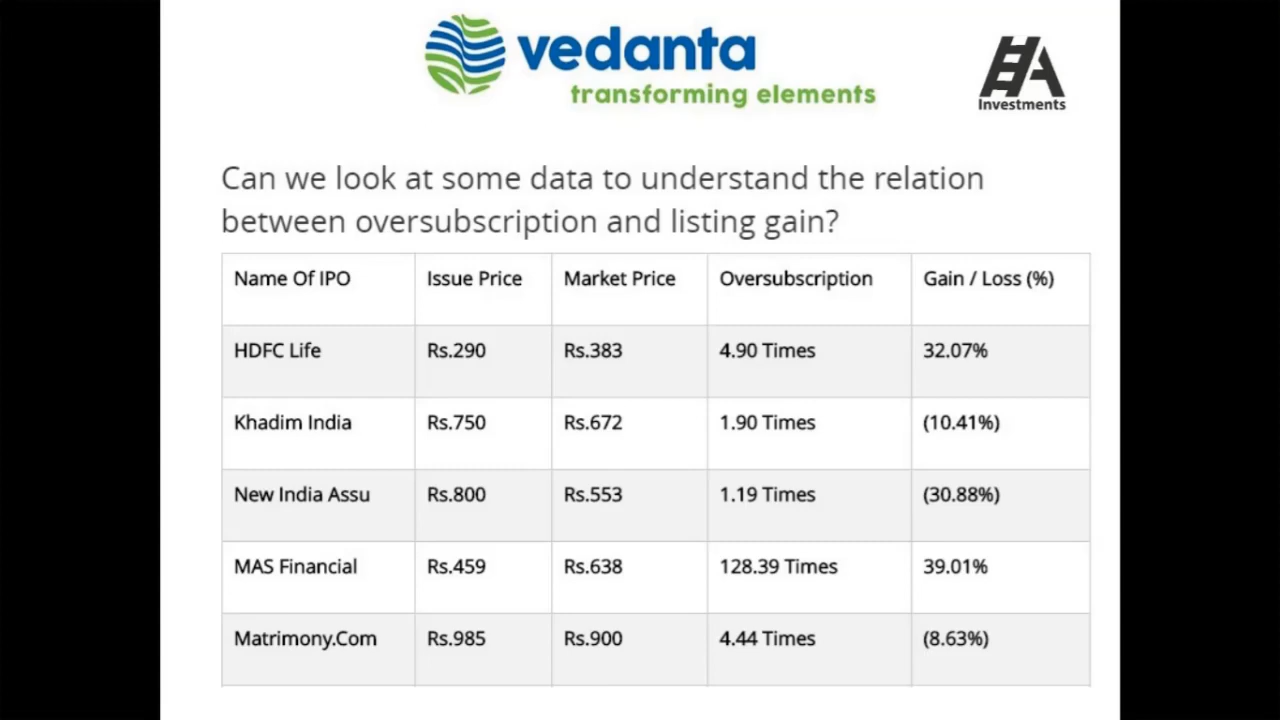 vedanta
transforming elements
Investments
Can we look at some data to understand the relation
between oversubscription and listing gain?
Name Of IPO Issue Price Market Price Oversubscription Gain / Loss (%)
HDFC Life Rs.290 Rs.383 4.90 Times 32.07%
Khadim India Rs.750 Rs.672 1.90 Times (10.41%)
New India Assu Rs.800 Rs.553 1.19 Times (30.88%)
MAS Financial Rs.459 Rs.638 128.39 Times 39.01%
Matrimony.Com Rs.985 Rs.900 4.44 Times (8.63%)